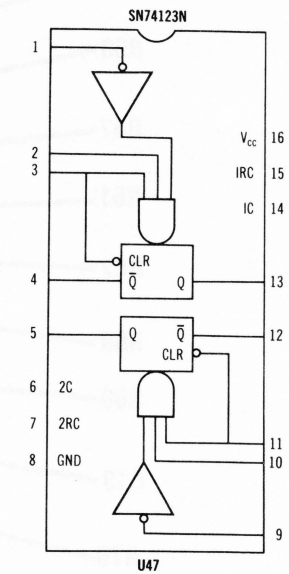 SN74123N
1
2
3
4
5
6 2C
7 2RC
8 GND
V_cc 16
IRC 15
IC 14
CLR
Q̅ Q
13
Q Q̅
12
CLR
11
10
9
U47